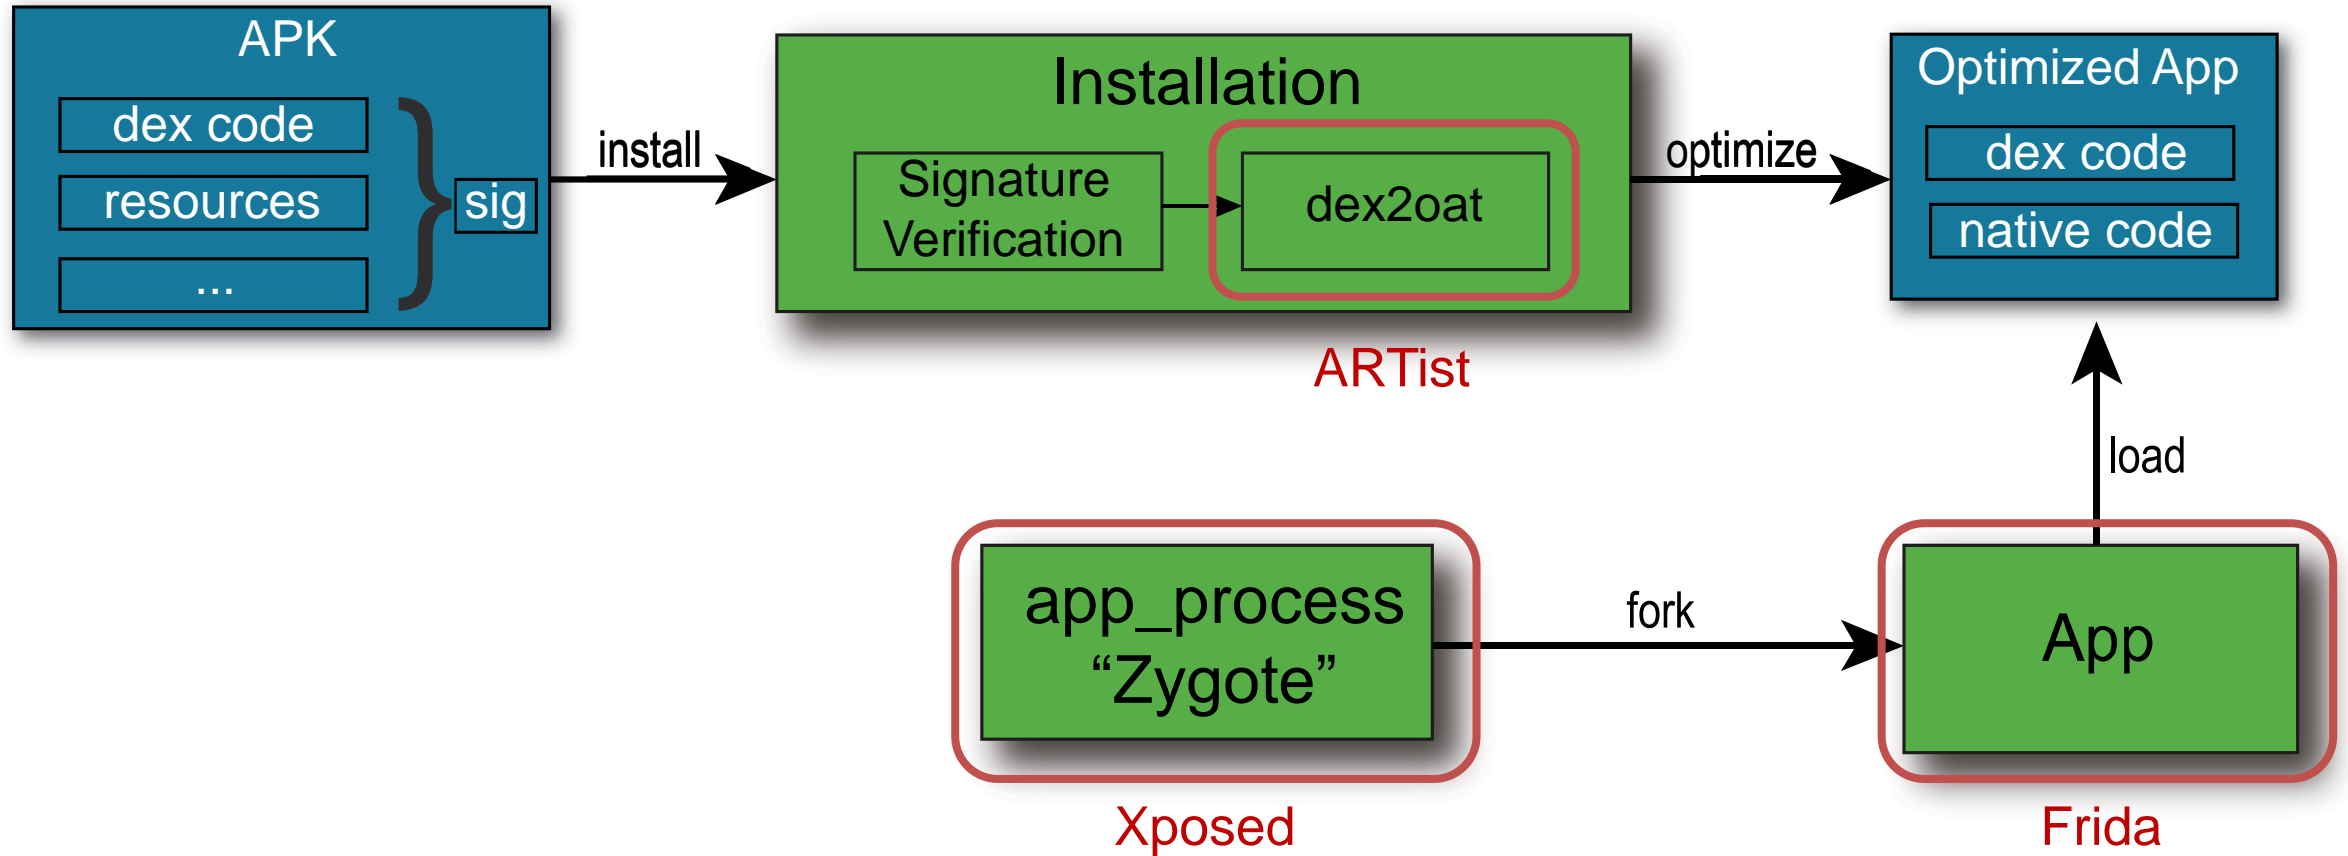 APK
dex code
resources
...
sig
install
Installation
Signature
Verification
dex2oat
ARTist
optimize
Optimized App
dex code
native code
load
app_process
“Zygote”
Xposed
fork
App
Frida